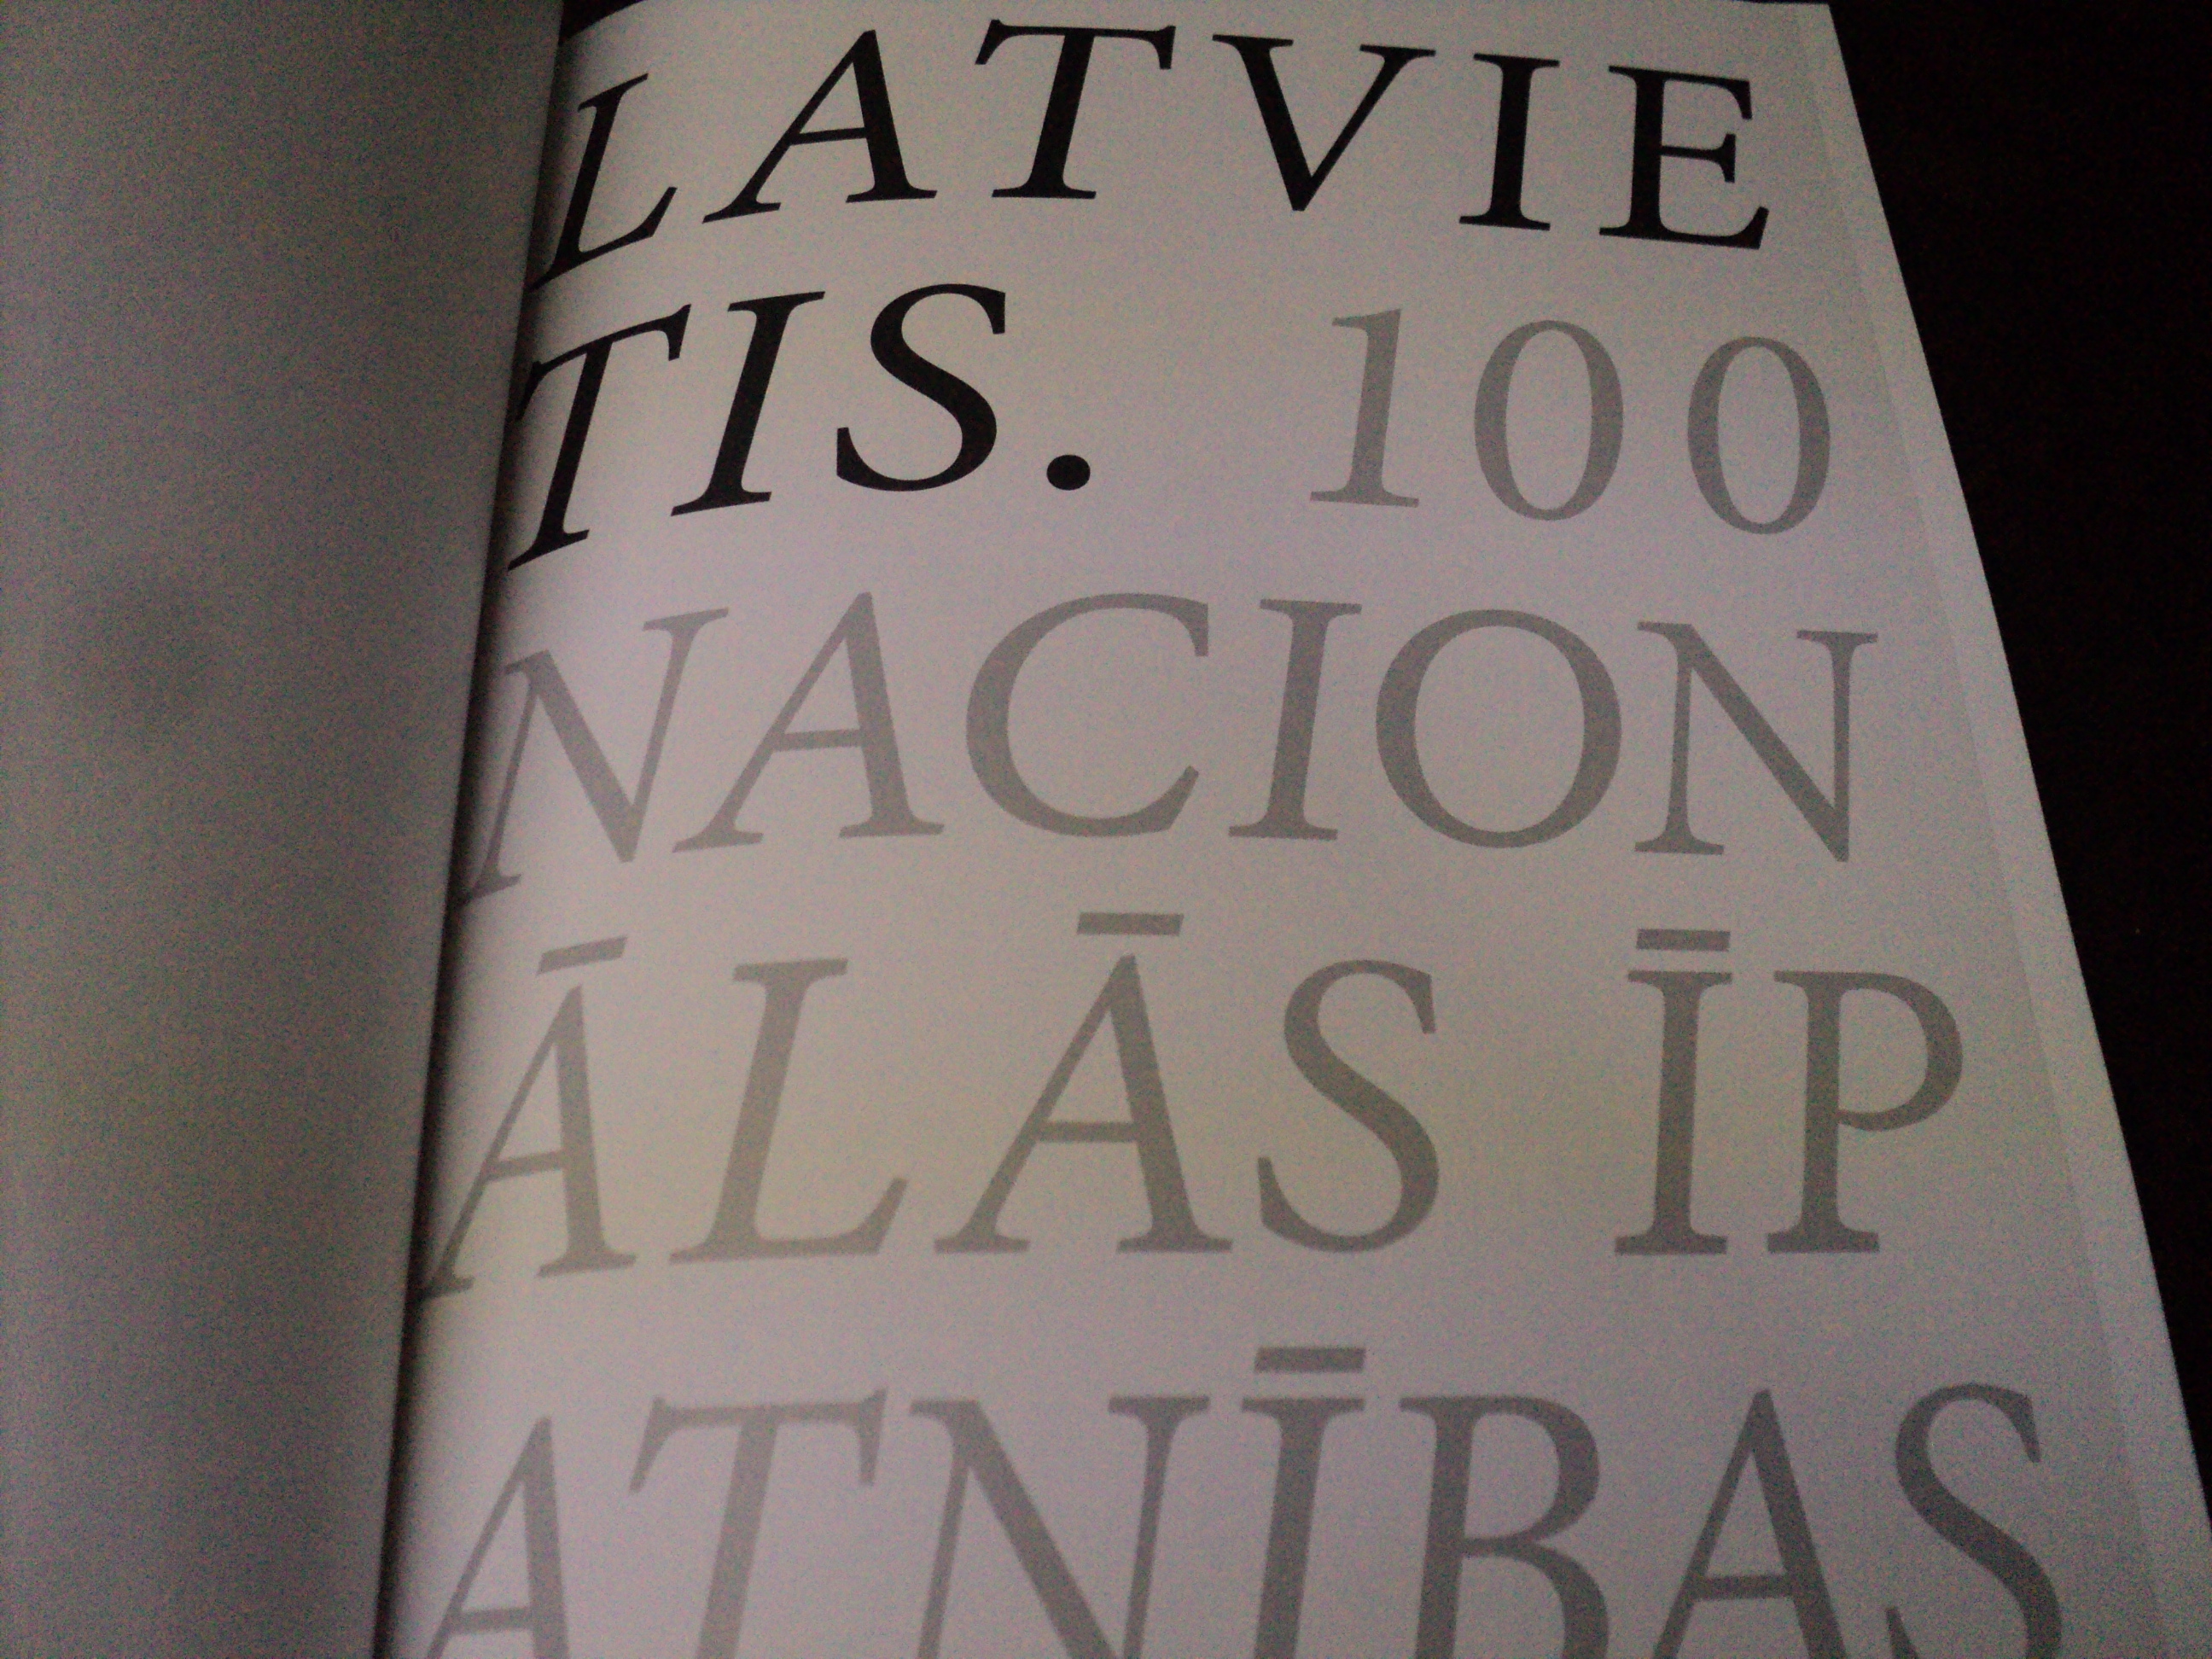 LATVIE
TIS. 100
NACION
ĀLĀS ĪP
ATNĪBAS